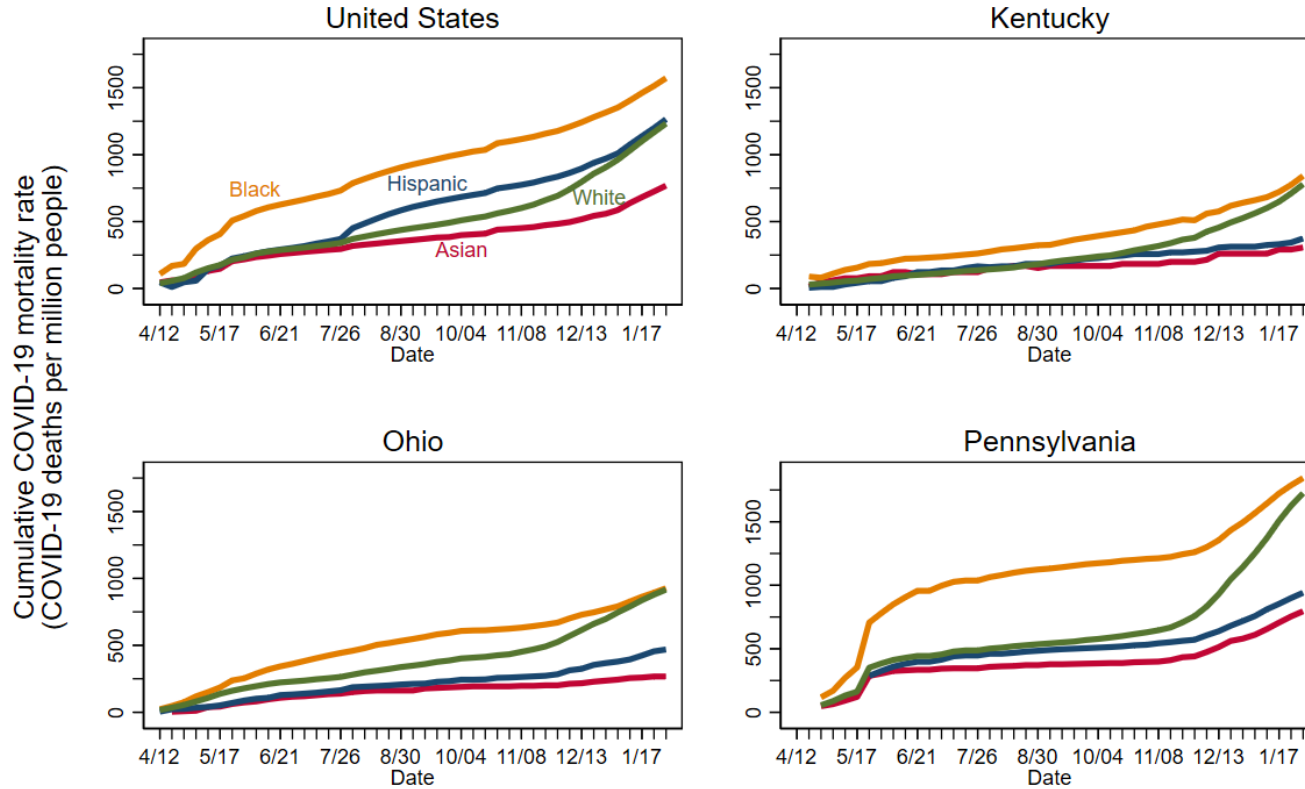 Cumulative COVID-19 mortality rate
(COVID-19 deaths per million people)
United States
1500
1000
500
0
Black
Hispanic
White
Asian
4/12 5/17 6/21 7/26 8/30 10/04 11/08 12/13 1/17
Date
Kentucky
1500
1000
500
0
4/12 5/17 6/21 7/26 8/30 10/04 11/08 12/13 1/17
Date
Ohio
1500
1000
500
0
4/12 5/17 6/21 7/26 8/30 10/04 11/08 12/13 1/17
Date
Pennsylvania
1500
1000
500
0
4/12 5/17 6/21 7/26 8/30 10/04 11/08 12/13 1/17
Date